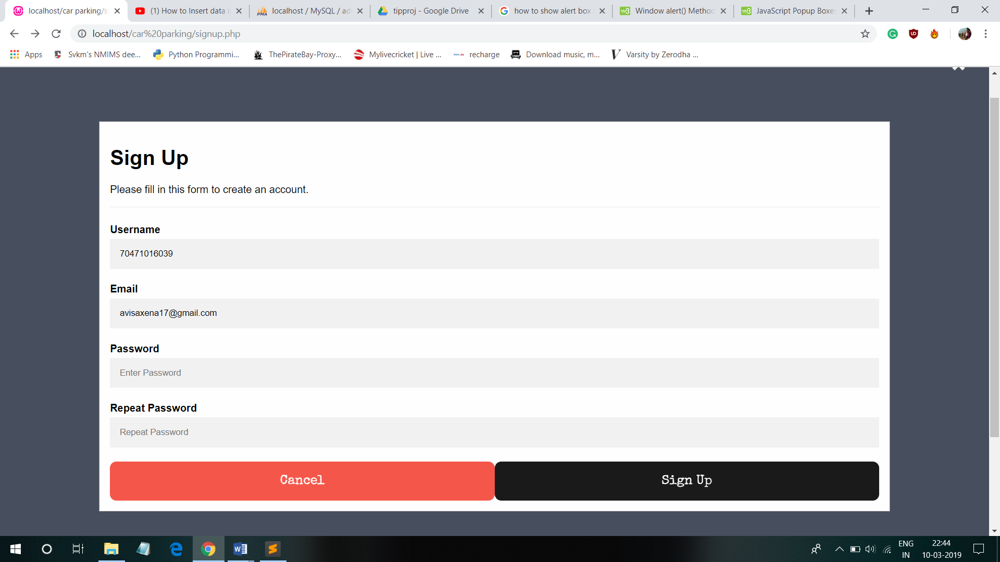 localhost/car parking/s
(1) How to Insert data i
localhost / MySQL / ad
tipproj - Google Drive
how to show alert box
Window alert() Method
JavaScript Popup Boxes
localhost/car%20parking/signup.php
Apps
Svkm's NMIMS dee...
Python Programmi...
ThePirateBay-Proxy...
Mylivecricket | Live ...
recharge
Download music, m...
Varsity by Zerodha ...
Sign Up
Please fill in this form to create an account.
Username
70471016039
Email
avisaxena17@gmail.com
Password
Enter Password
Repeat Password
Repeat Password
Cancel
Sign Up
ENG
IN
22:44
10-03-2019